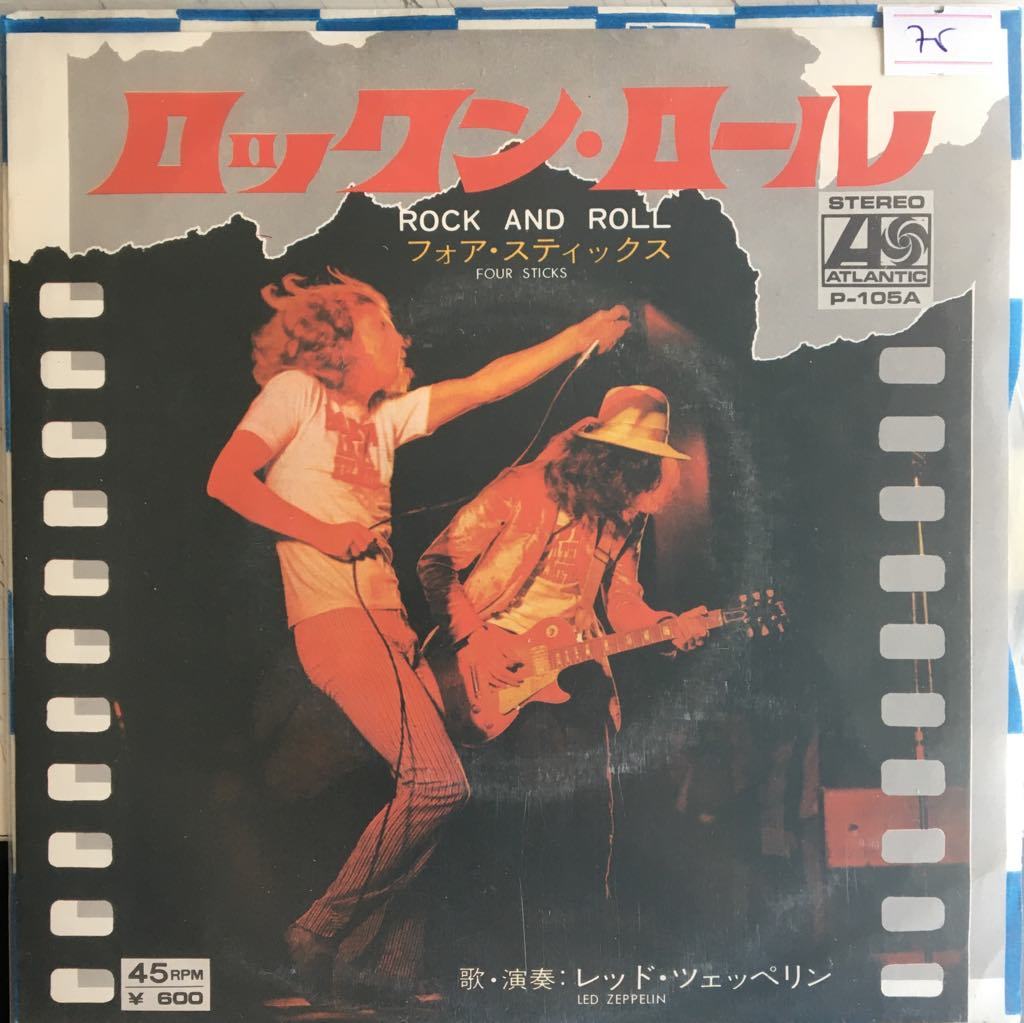 75
ロックン・ロール
ROCK AND ROLL
フォア・スティックス
FOUR STICKS
STEREO
ATLANTIC
P-105A
45 RPM
¥ 600
歌・演奏：レッド・ツェッペリン
LED ZEPPELIN